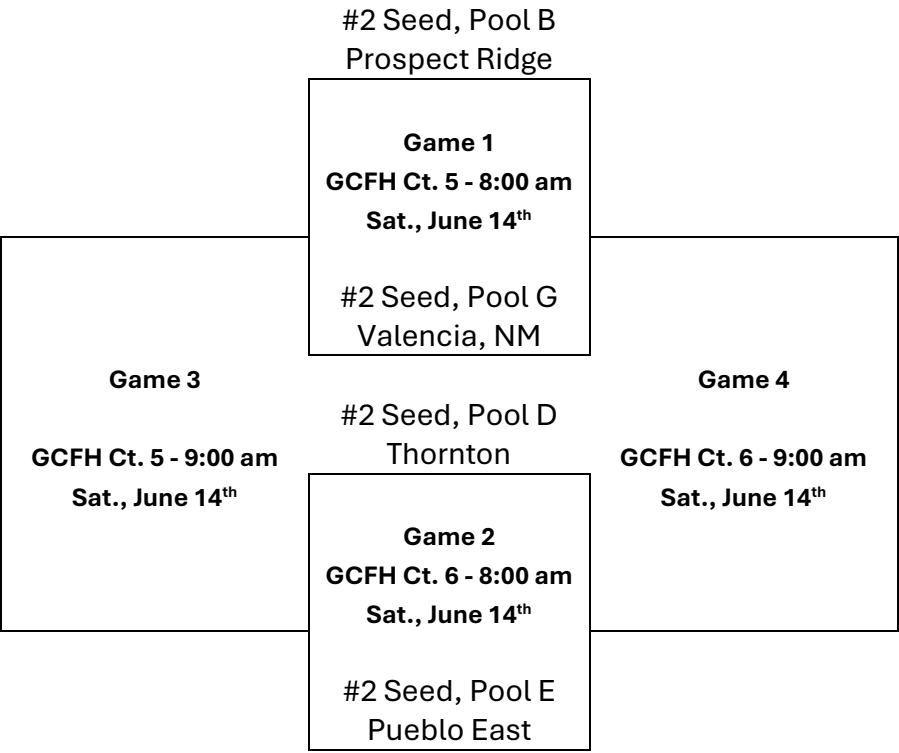 #2 Seed, Pool B
Prospect Ridge
Game 1
GCFH Ct. 5 - 8:00 am
Sat., June 14th
#2 Seed, Pool G
Valencia, NM
Game 3
GCFH Ct. 5 - 9:00 am
Sat., June 14th
Game 4
GCFH Ct. 6 - 9:00 am
Sat., June 14th
#2 Seed, Pool D
Thornton
Game 2
GCFH Ct. 6 - 8:00 am
Sat., June 14th
#2 Seed, Pool E
Pueblo East